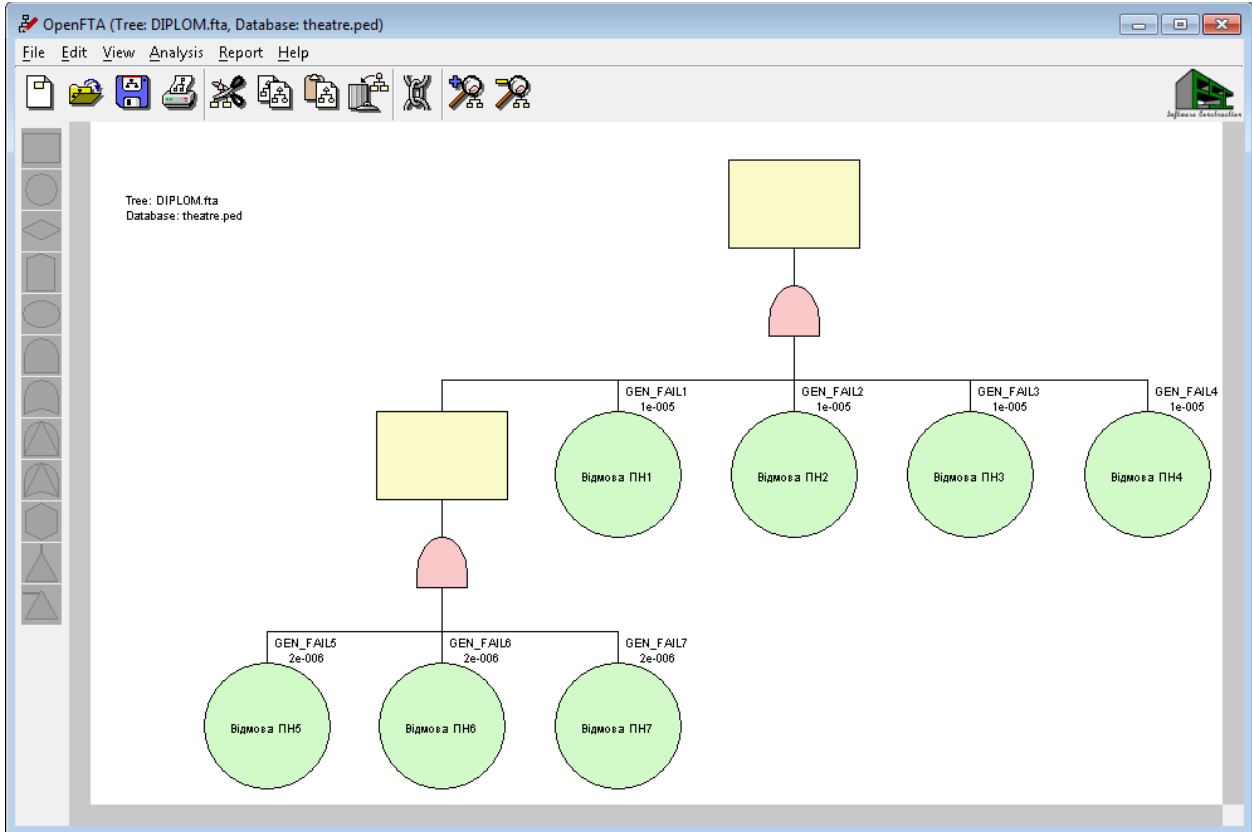 OpenFTA (Tree: DIPLOM.fta, Database: theatre.ped)
File Edit View Analysis Report Help
Software Construction
Tree: DIPLOM.fta
Database: theatre.ped
GEN_FAIL1
1e-005
GEN_FAIL2
1e-005
GEN_FAIL3
1e-005
GEN_FAIL4
1e-005
Відмова ПН1
Відмова ПН2
Відмова ПН3
Відмова ПН4
GEN_FAIL5
2e-006
GEN_FAIL6
2e-006
GEN_FAIL7
2e-006
Відмова ПН5
Відмова ПН6
Відмова ПН7